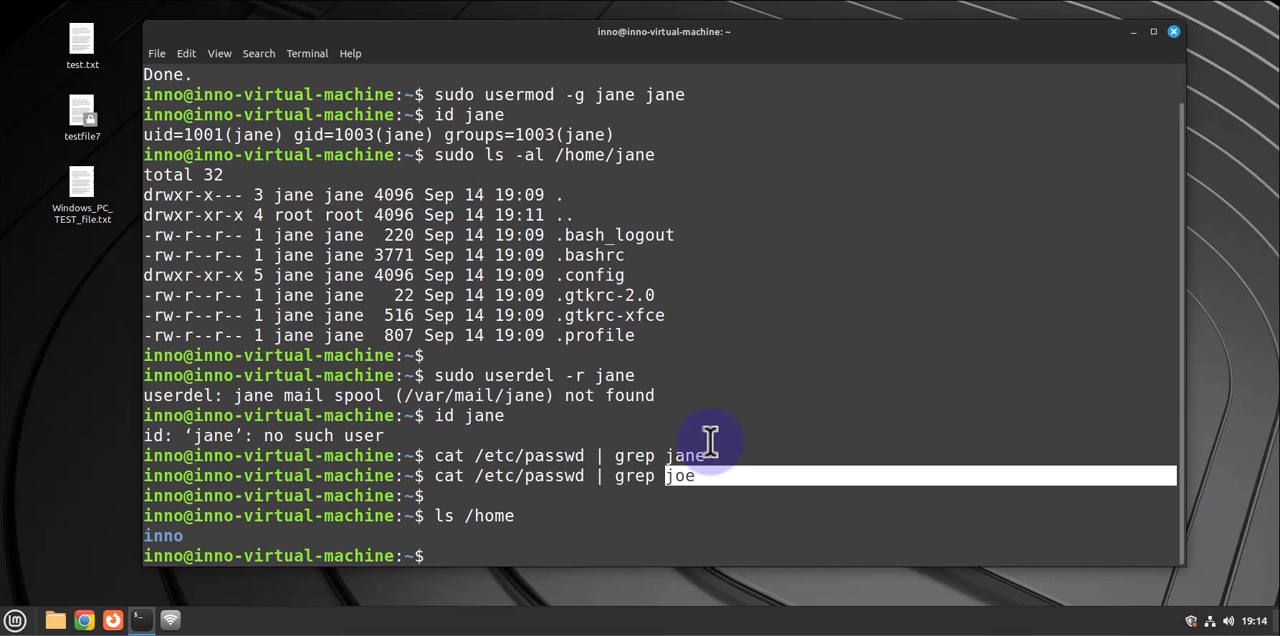 inno@inno-virtual-machine: ~
File Edit View Search Terminal Help
test.txt
testfile7
Windows_PC_
TEST_file.txt
Done.
inno@inno-virtual-machine:~$ sudo usermod -g jane jane
inno@inno-virtual-machine:~$ id jane
uid=1001(jane) gid=1003(jane) groups=1003(jane)
inno@inno-virtual-machine:~$ sudo ls -al /home/jane
total 32
drwxr-x--- 3 jane jane 4096 Sep 14 19:09 .
drwxr-xr-x 4 root root 4096 Sep 14 19:11 ..
-rw-r--r-- 1 jane jane  220 Sep 14 19:09 .bash_logout
-rw-r--r-- 1 jane jane 3771 Sep 14 19:09 .bashrc
drwxr-xr-x 5 jane jane 4096 Sep 14 19:09 .config
-rw-r--r-- 1 jane jane   22 Sep 14 19:09 .gtkrc-2.0
-rw-r--r-- 1 jane jane  516 Sep 14 19:09 .gtkrc-xfce
-rw-r--r-- 1 jane jane  807 Sep 14 19:09 .profile
inno@inno-virtual-machine:~$
inno@inno-virtual-machine:~$ sudo userdel -r jane
userdel: jane mail spool (/var/mail/jane) not found
inno@inno-virtual-machine:~$ id jane
id: ‘jane’: no such user
inno@inno-virtual-machine:~$ cat /etc/passwd | grep jane
inno@inno-virtual-machine:~$ cat /etc/passwd | grep joe
inno@inno-virtual-machine:~$
inno@inno-virtual-machine:~$ ls /home
inno
inno@inno-virtual-machine:~$
19:14